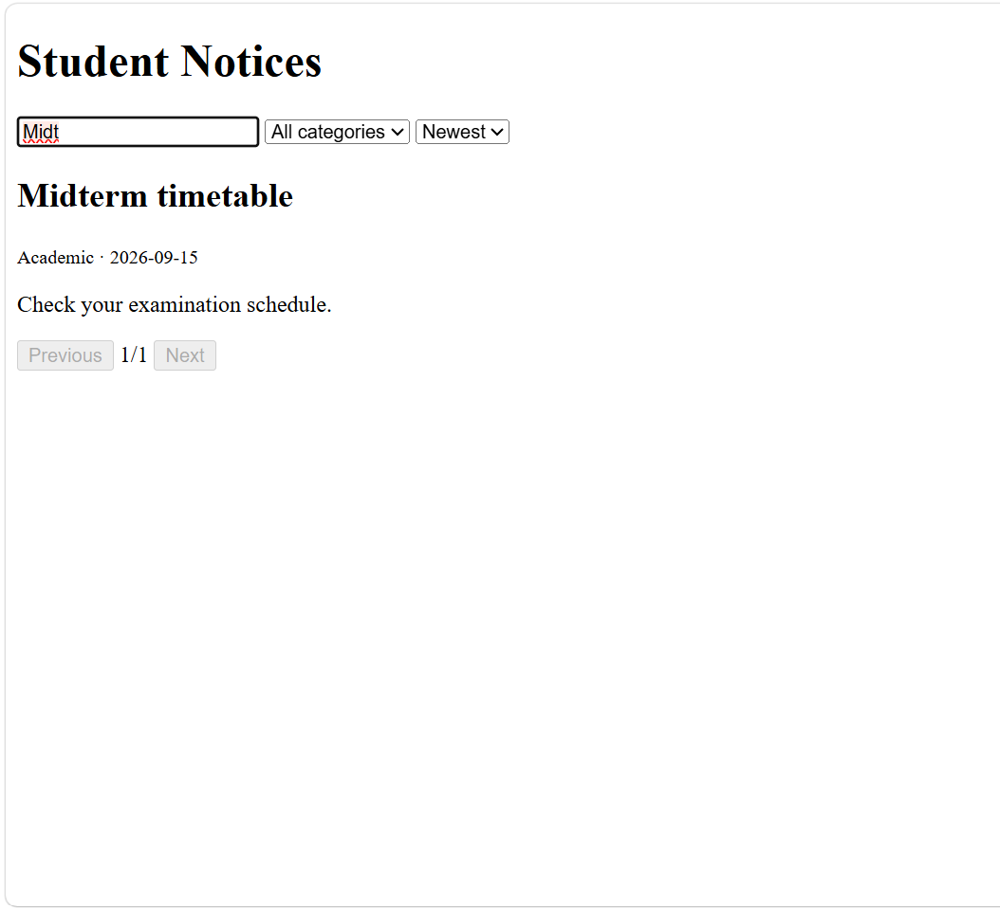 Student Notices
Midt All categories Newest
Midterm timetable
Academic · 2026-09-15
Check your examination schedule.
Previous 1/1 Next